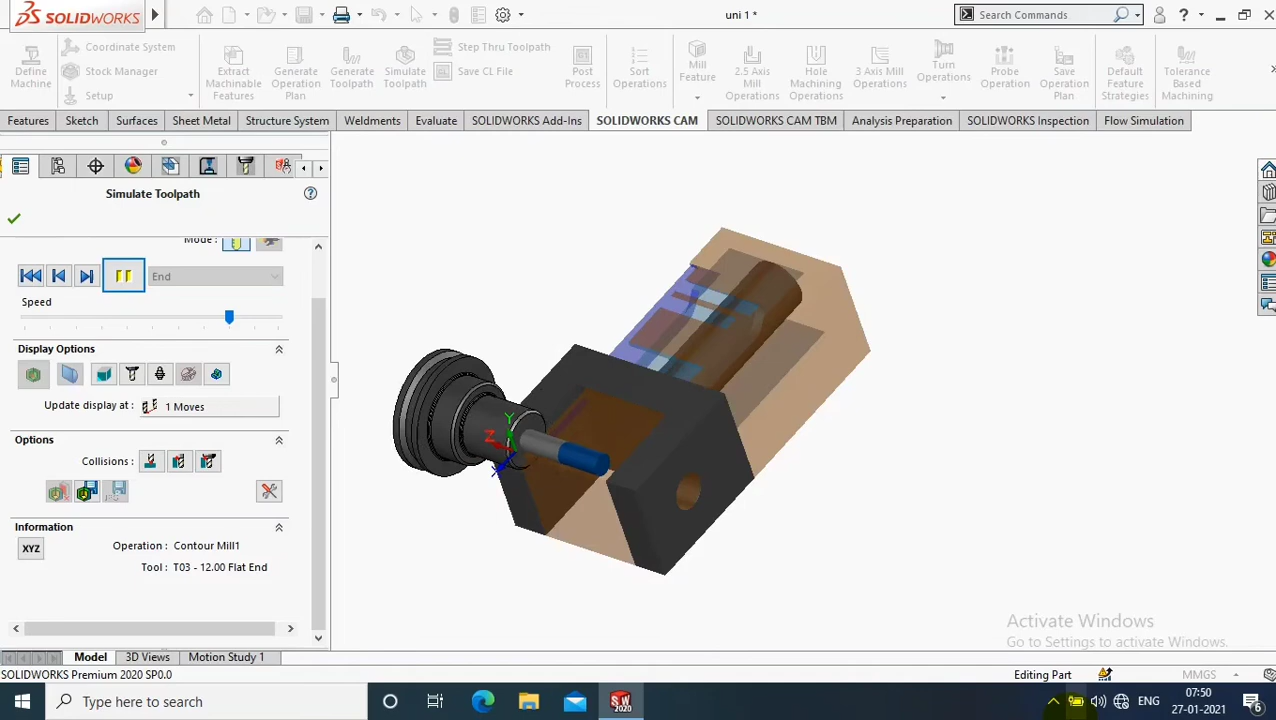 SOLIDWORKS
uni 1 *
Search Commands
?
Define Machine
Coordinate System
Stock Manager
Setup
Extract Machinable Features
Generate Operation Plan
Generate Toolpath
Simulate Toolpath
Step Thru Toolpath
Save CL File
Post Process
Sort Operations
Mill Feature
2.5 Axis Mill Operations
Hole Machining Operations
3 Axis Mill Operations
Turn Operations
Probe Operations
Save Operation Plan
Default Feature Strategies
Tolerance Based Machining
Features
Sketch
Surfaces
Sheet Metal
Structure System
Weldments
Evaluate
SOLIDWORKS Add-Ins
SOLIDWORKS CAM
SOLIDWORKS CAM TBM
Analysis Preparation
SOLIDWORKS Inspection
Flow Simulation
Simulate Toolpath
?
Mode :
End
Speed
Display Options
Update display at :
1 Moves
Options
Collisions :
Information
XYZ
Operation : Contour Mill1
Tool : T03 - 12.00 Flat End
Y
Z
X
Activate Windows
Go to Settings to activate Windows.
Model
3D Views
Motion Study 1
SOLIDWORKS Premium 2020 SP0.0
Editing Part
MMGS
Type here to search
SW
2020
ENG
07:50
27-01-2021
6